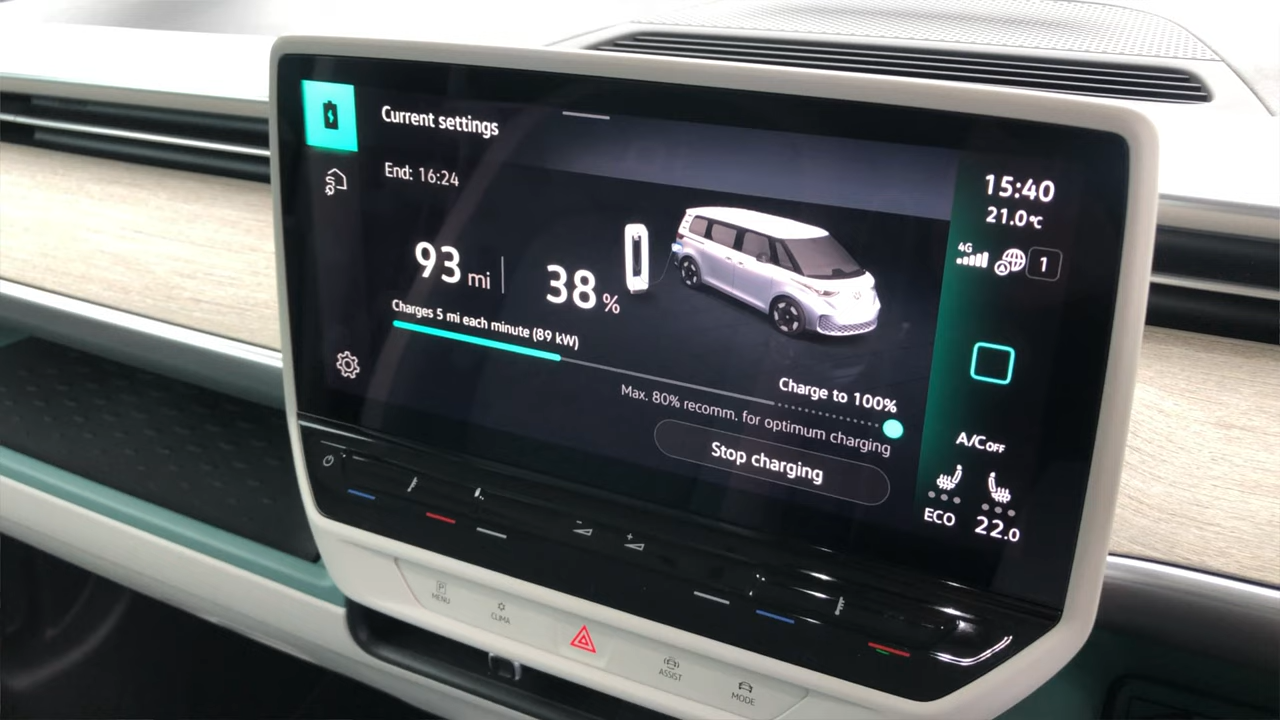 Current settings
End: 16:24
93 mi
38 %
Charges 5 mi each minute (89 kW)
Charge to 100%
Max. 80% recomm. for optimum charging
Stop charging
15:40
21.0°C
4G
1
A/C OFF
ECO
22.0
P
MENU
CLIMA
ASSIST
MODE